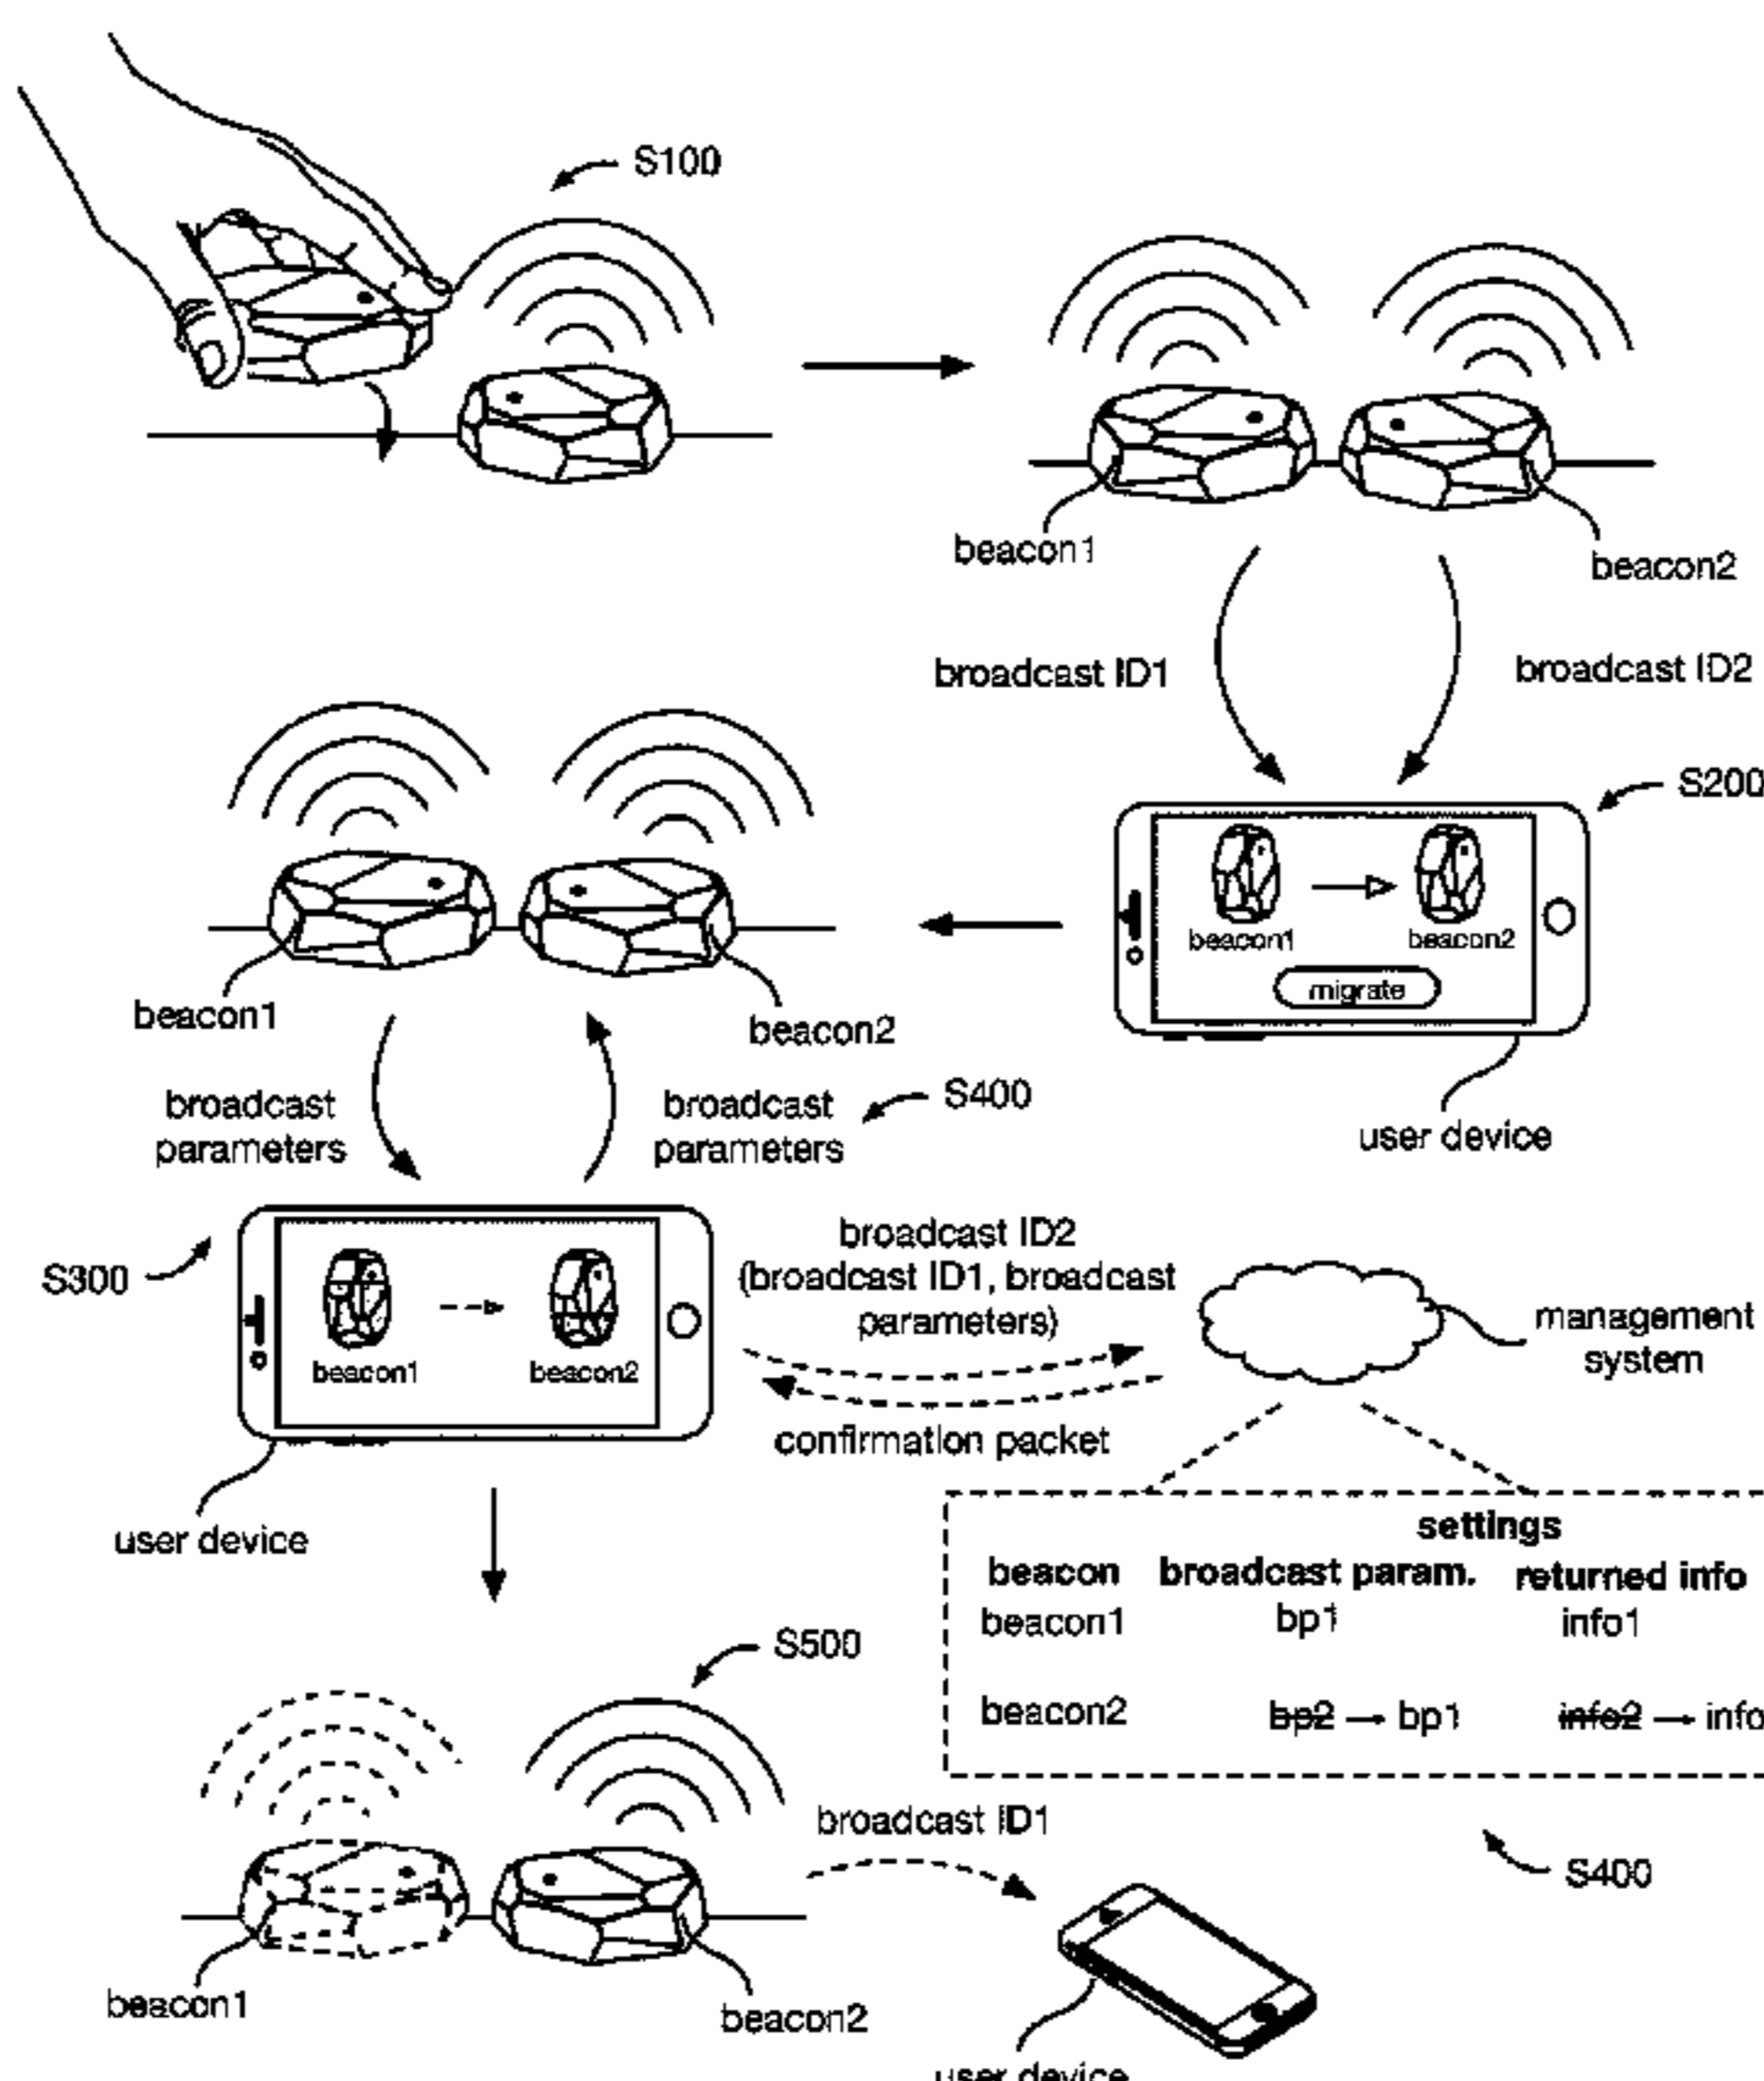 S100
beacon1
beacon2
broadcast ID1
broadcast ID2
S200
beacon1
beacon2
migrate
user device
beacon1
beacon2
broadcast
parameters
broadcast
parameters
S400
S300
beacon1
beacon2
user device
broadcast ID2
(broadcast ID1, broadcast
parameters)
confirmation packet
management
system
settings
beacon broadcast param. returned info
beacon1 bp1 info1
beacon2 bp2 → bp1 info2 → info
S400
S500
beacon1
beacon2
broadcast ID1
user device